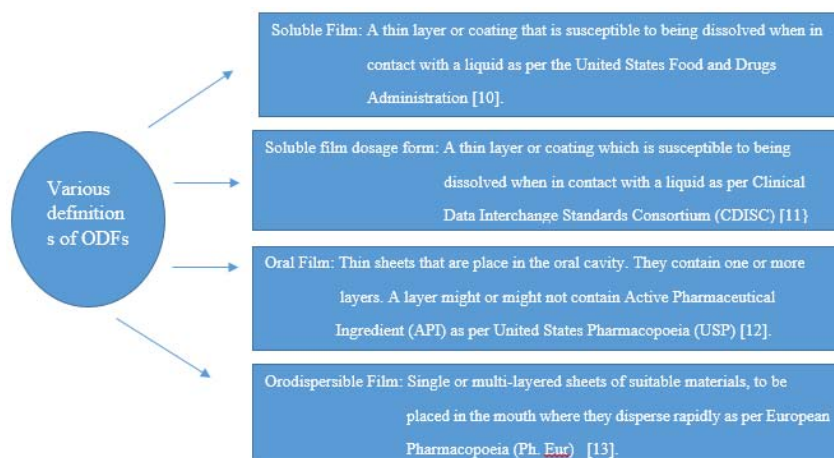 Soluble Film: A thin layer or coating that is susceptible to being dissolved when in
contact with a liquid as per the United States Food and Drugs
Administration [10].
Various
definition
s of ODFs
Soluble film dosage form: A thin layer or coating which is susceptible to being
dissolved when in contact with a liquid as per Clinical
Data Interchange Standards Consortium (CDISC) [11}
Oral Film: Thin sheets that are place in the oral cavity. They contain one or more
layers. A layer might or might not contain Active Pharmaceutical
Ingredient (API) as per United States Pharmacopoeia (USP) [12].
Orodispersible Film: Single or multi-layered sheets of suitable materials, to be
placed in the mouth where they disperse rapidly as per European
Pharmacopoeia (Ph. Eur) [13].